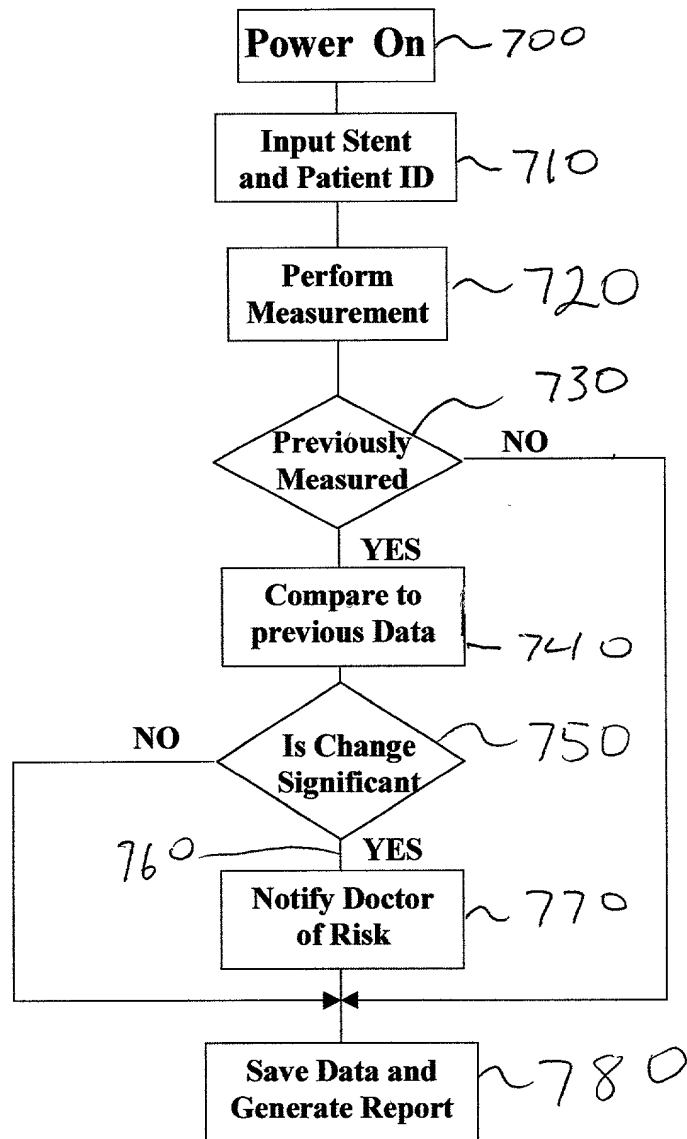 Power On 700
Input Stent 710
and Patient ID
Perform 720
Measurement
730
Previously NO
Measured
YES
Compare to
previous Data 740
NO
Is Change 750
Significant
760 YES
Notify Doctor 770
of Risk
Save Data and 780
Generate Report